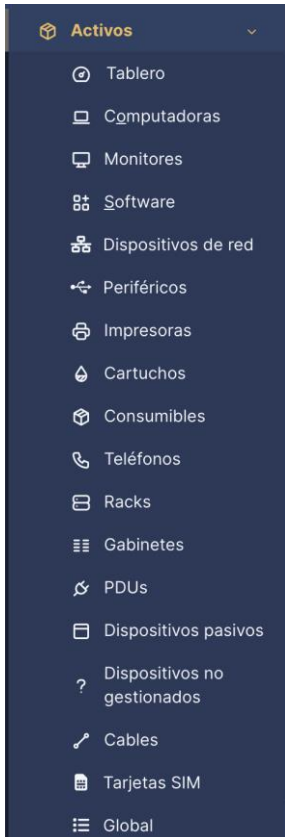 Activos
Tablero
Computadoras
Monitores
Software
Dispositivos de red
Periféricos
Impresoras
Cartuchos
Consumibles
Teléfonos
Racks
Gabinetes
PDUs
Dispositivos pasivos
Dispositivos no
gestionados
Cables
Tarjetas SIM
Global